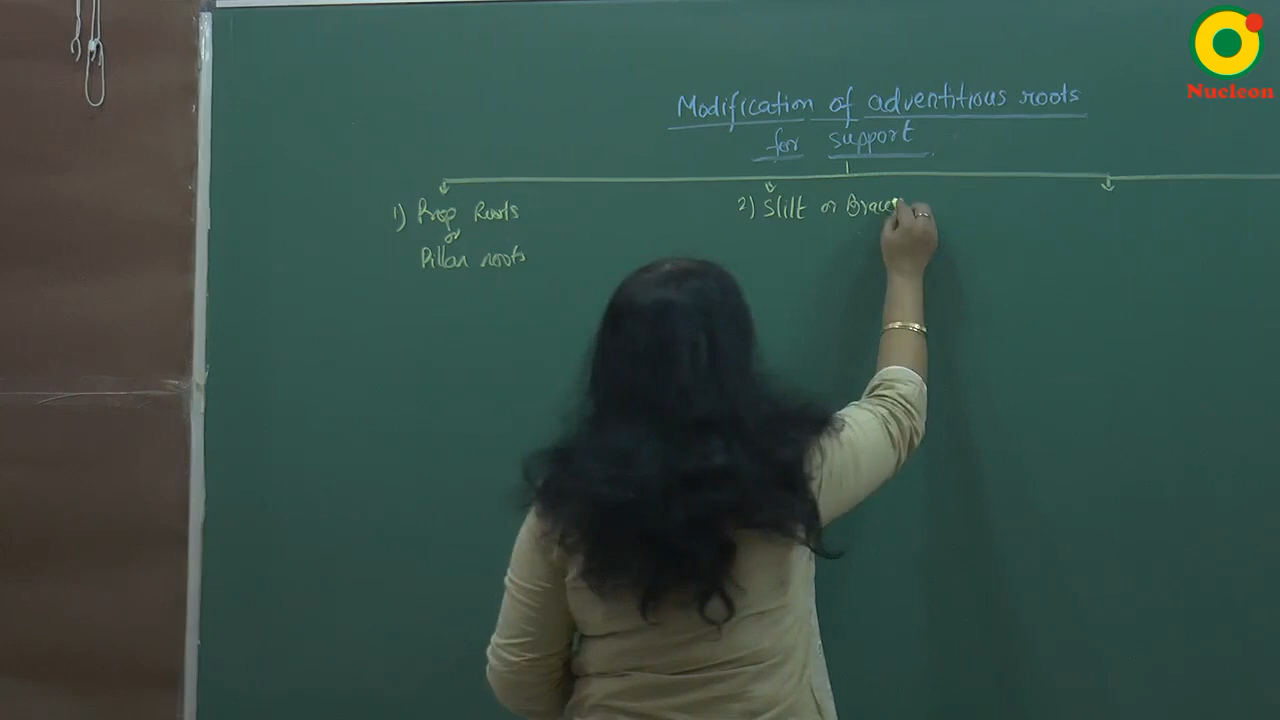 Nucleon
Modification of adventitious roots
for support
1) Prop Roots
or
Pillar roots
2) Stilt or Brace